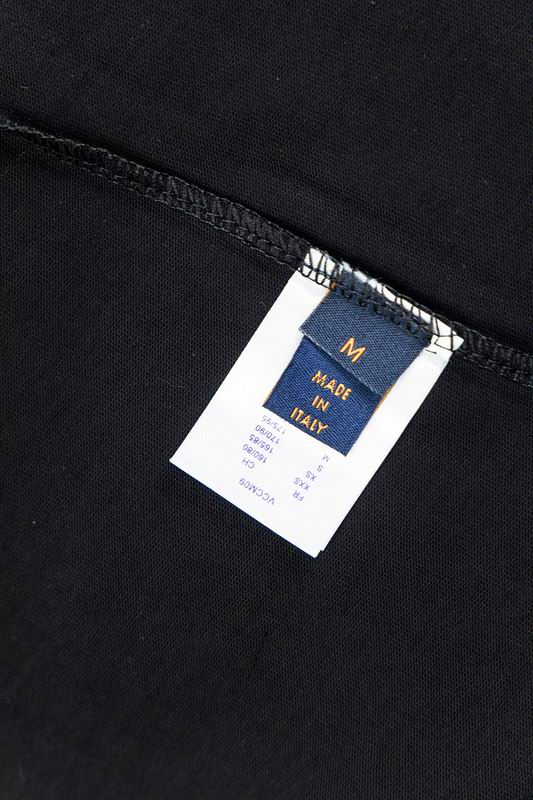 M
MADE
IN
ITALY
VCCM09
FR CH
XXS 160/80
XS 165/85
S 170/90
M 175/95